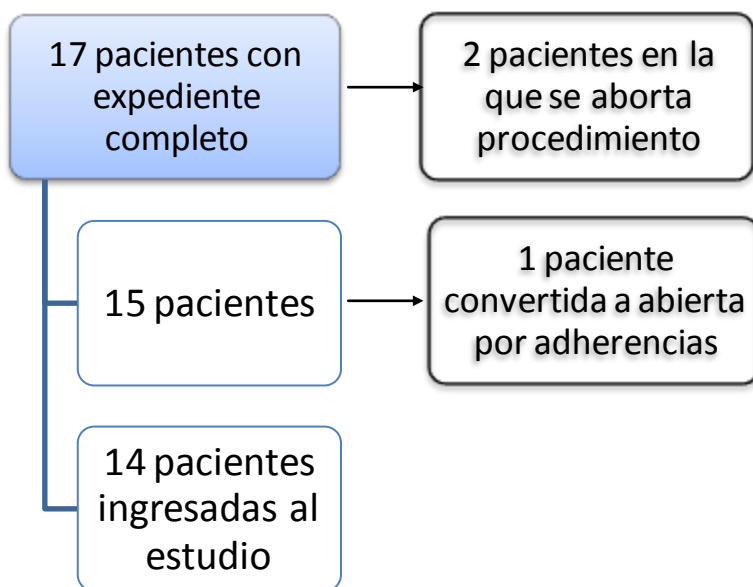 17 pacientes con
expediente
completo
2 pacientes en la
que se aborta
procedimiento
15 pacientes
1 paciente
convertida a abierta
por adherencias
14 pacientes
ingresadas al
estudio